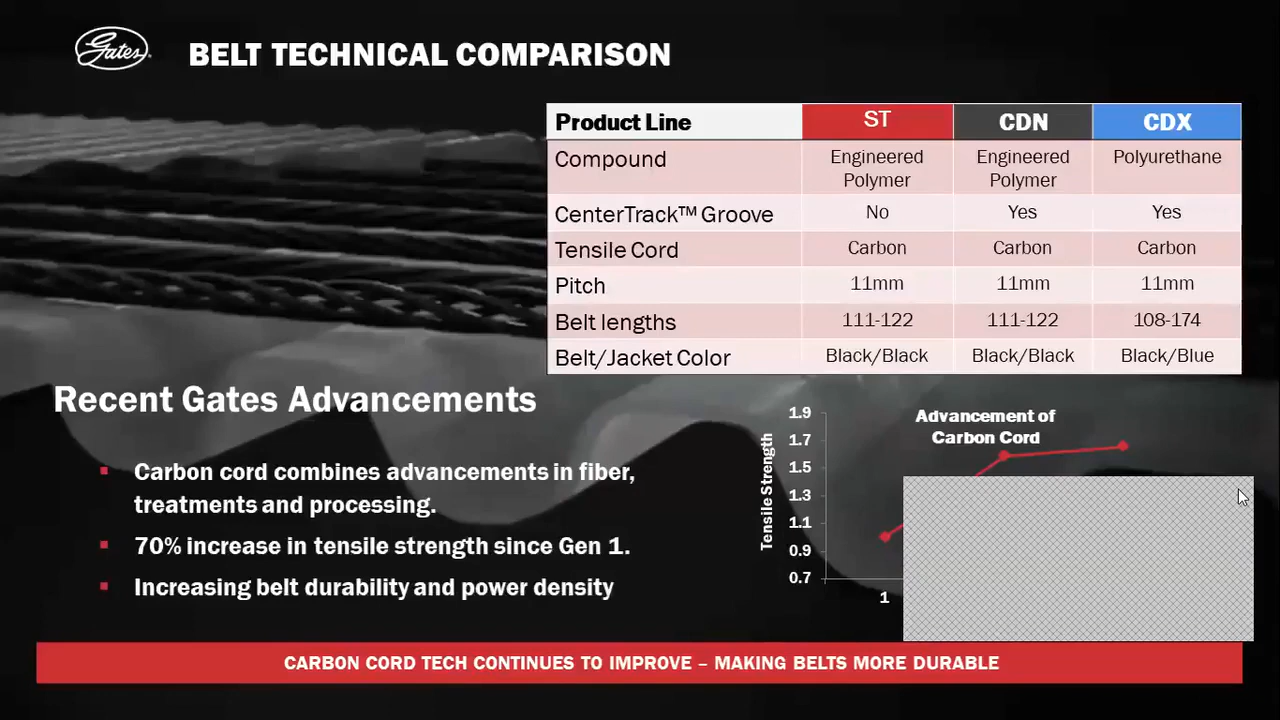 Gates
BELT TECHNICAL COMPARISON
Product Line ST CDN CDX
Compound Engineered Polymer Engineered Polymer Polyurethane
CenterTrack™ Groove No Yes Yes
Tensile Cord Carbon Carbon Carbon
Pitch 11mm 11mm 11mm
Belt lengths 111-122 111-122 108-174
Belt/Jacket Color Black/Black Black/Black Black/Blue
Recent Gates Advancements
▪ Carbon cord combines advancements in fiber,
treatments and processing.
▪ 70% increase in tensile strength since Gen 1.
▪ Increasing belt durability and power density
Advancement of
Carbon Cord
Tensile Strength
1.9
1.7
1.5
1.3
1.1
0.9
0.7
1
CARBON CORD TECH CONTINUES TO IMPROVE – MAKING BELTS MORE DURABLE